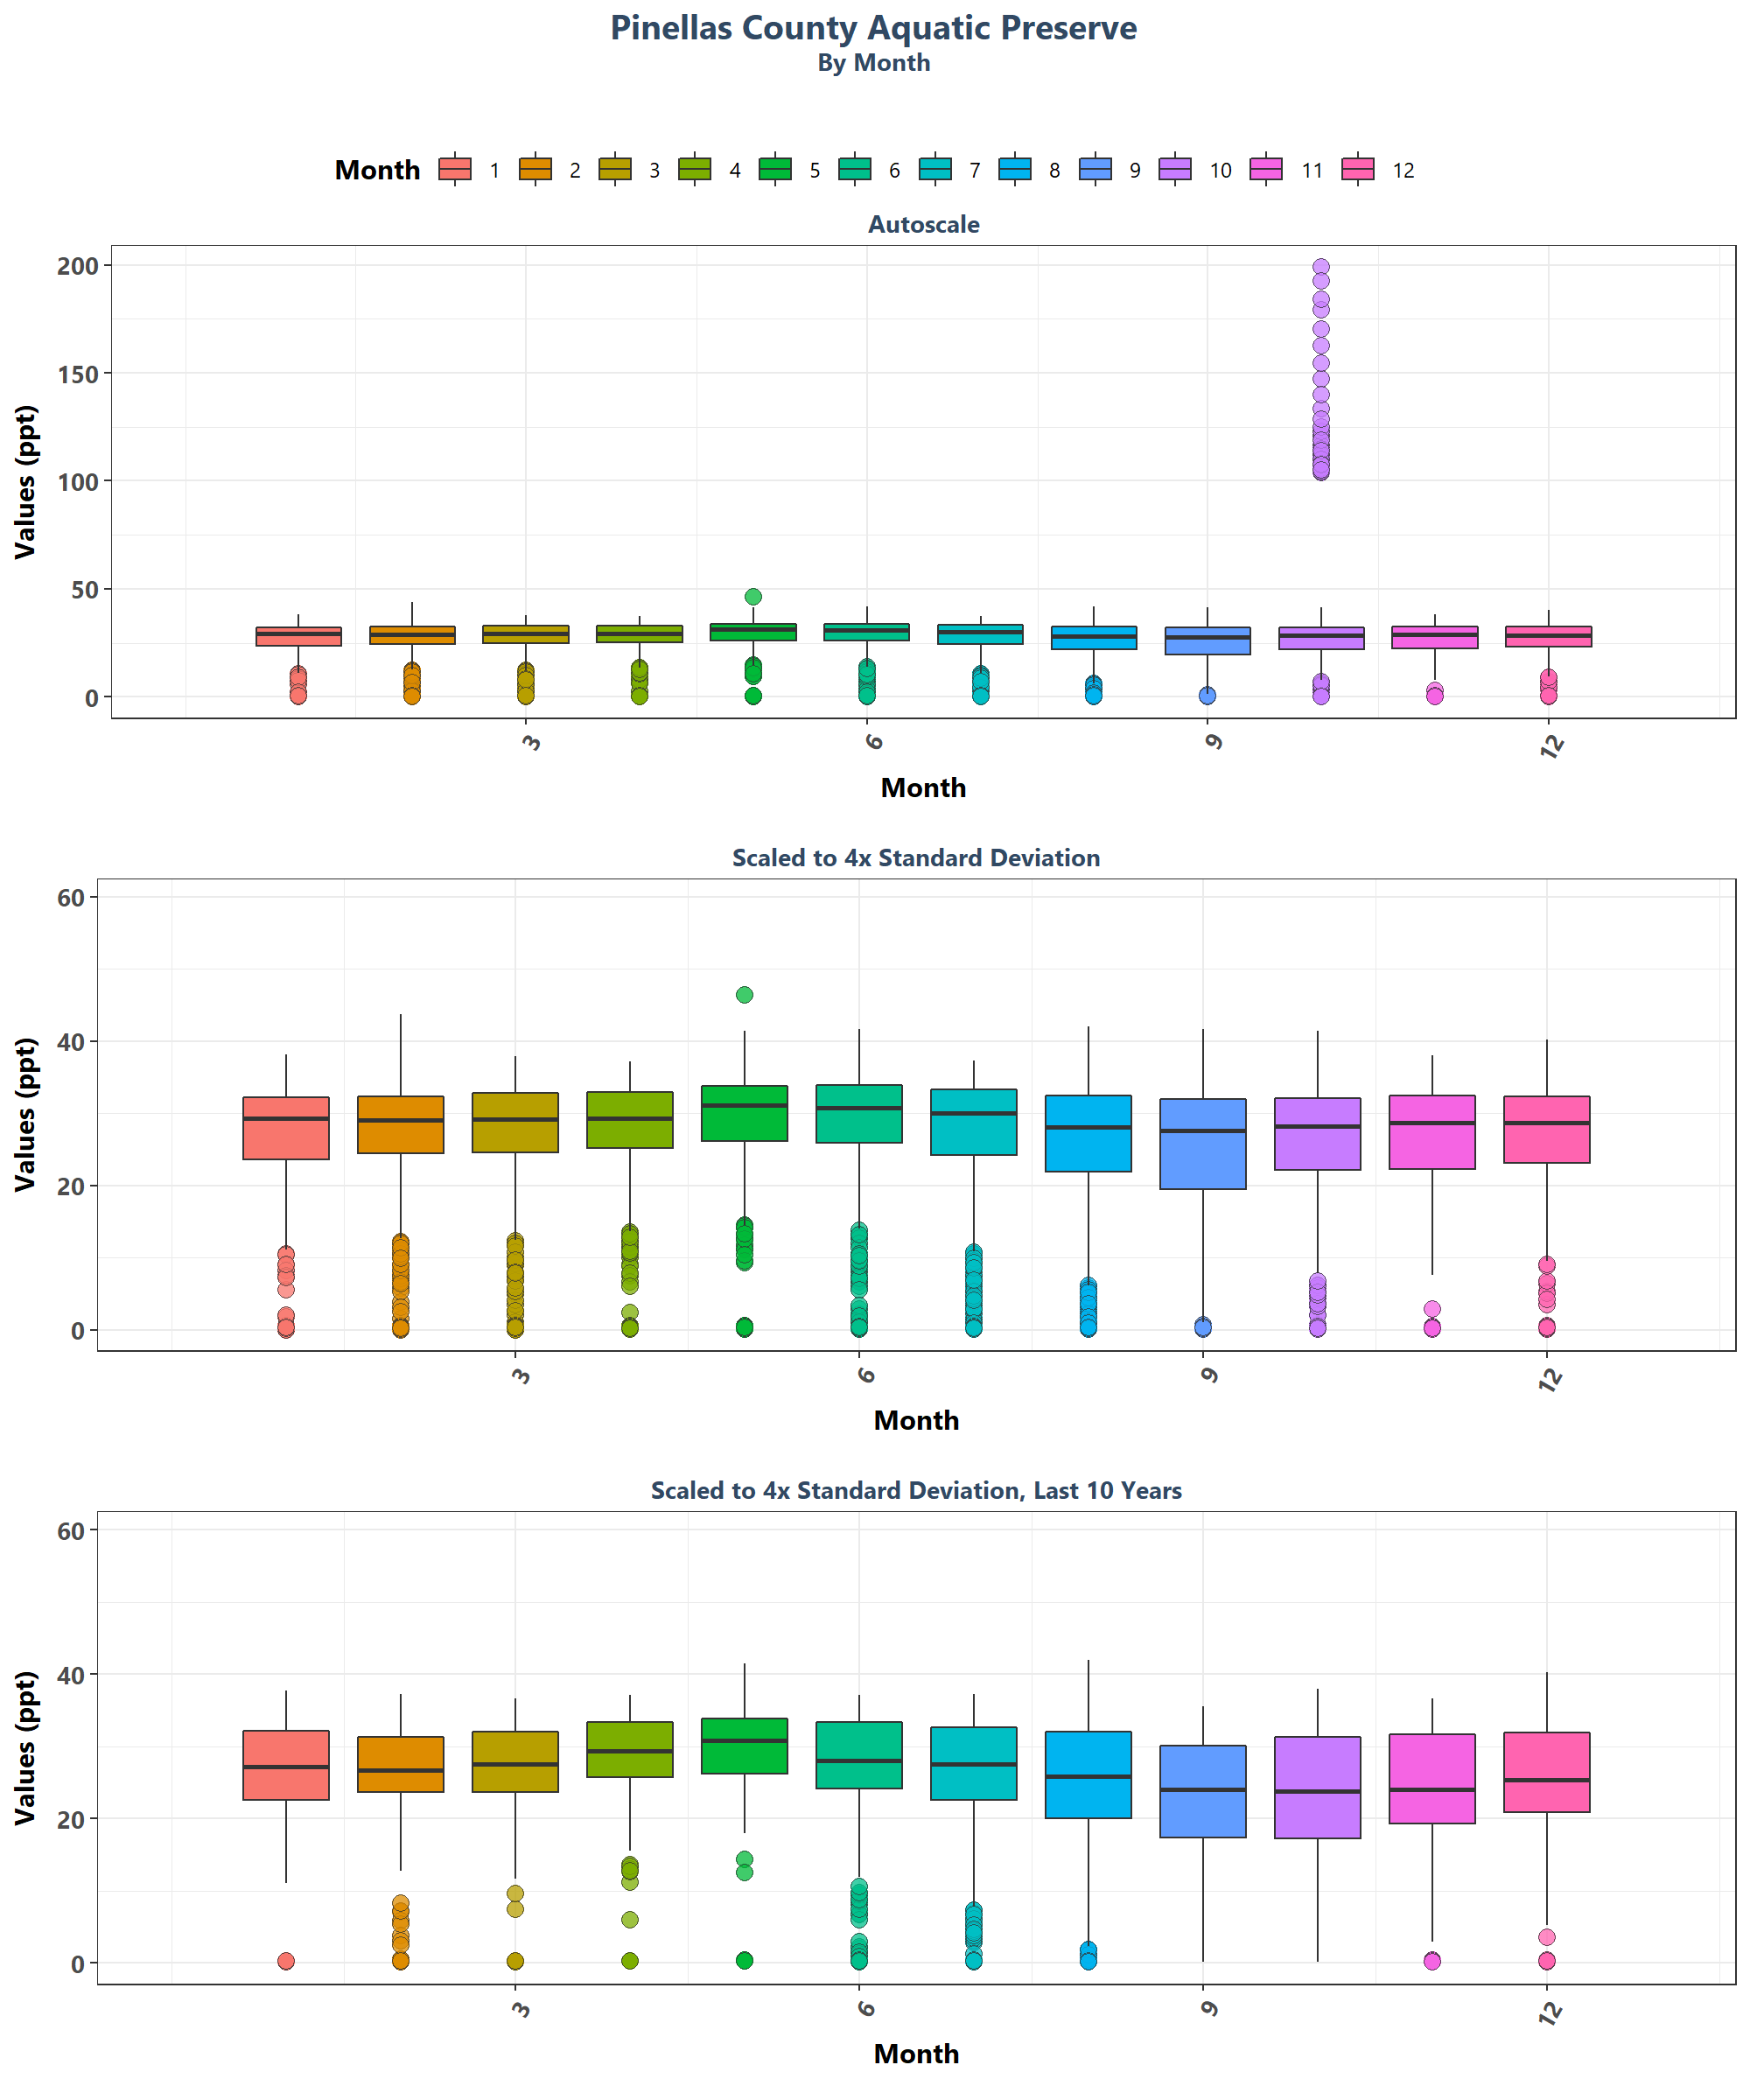 Pinellas County Aquatic Preserve
By Month
Month 1 2 3 4 5 6 7 8 9 10 11 12
Autoscale
Values (ppt)
200
150
100
50
0
3 6 9 12
Month
Scaled to 4x Standard Deviation
Values (ppt)
60
40
20
0
3 6 9 12
Month
Scaled to 4x Standard Deviation, Last 10 Years
Values (ppt)
60
40
20
0
3 6 9 12
Month